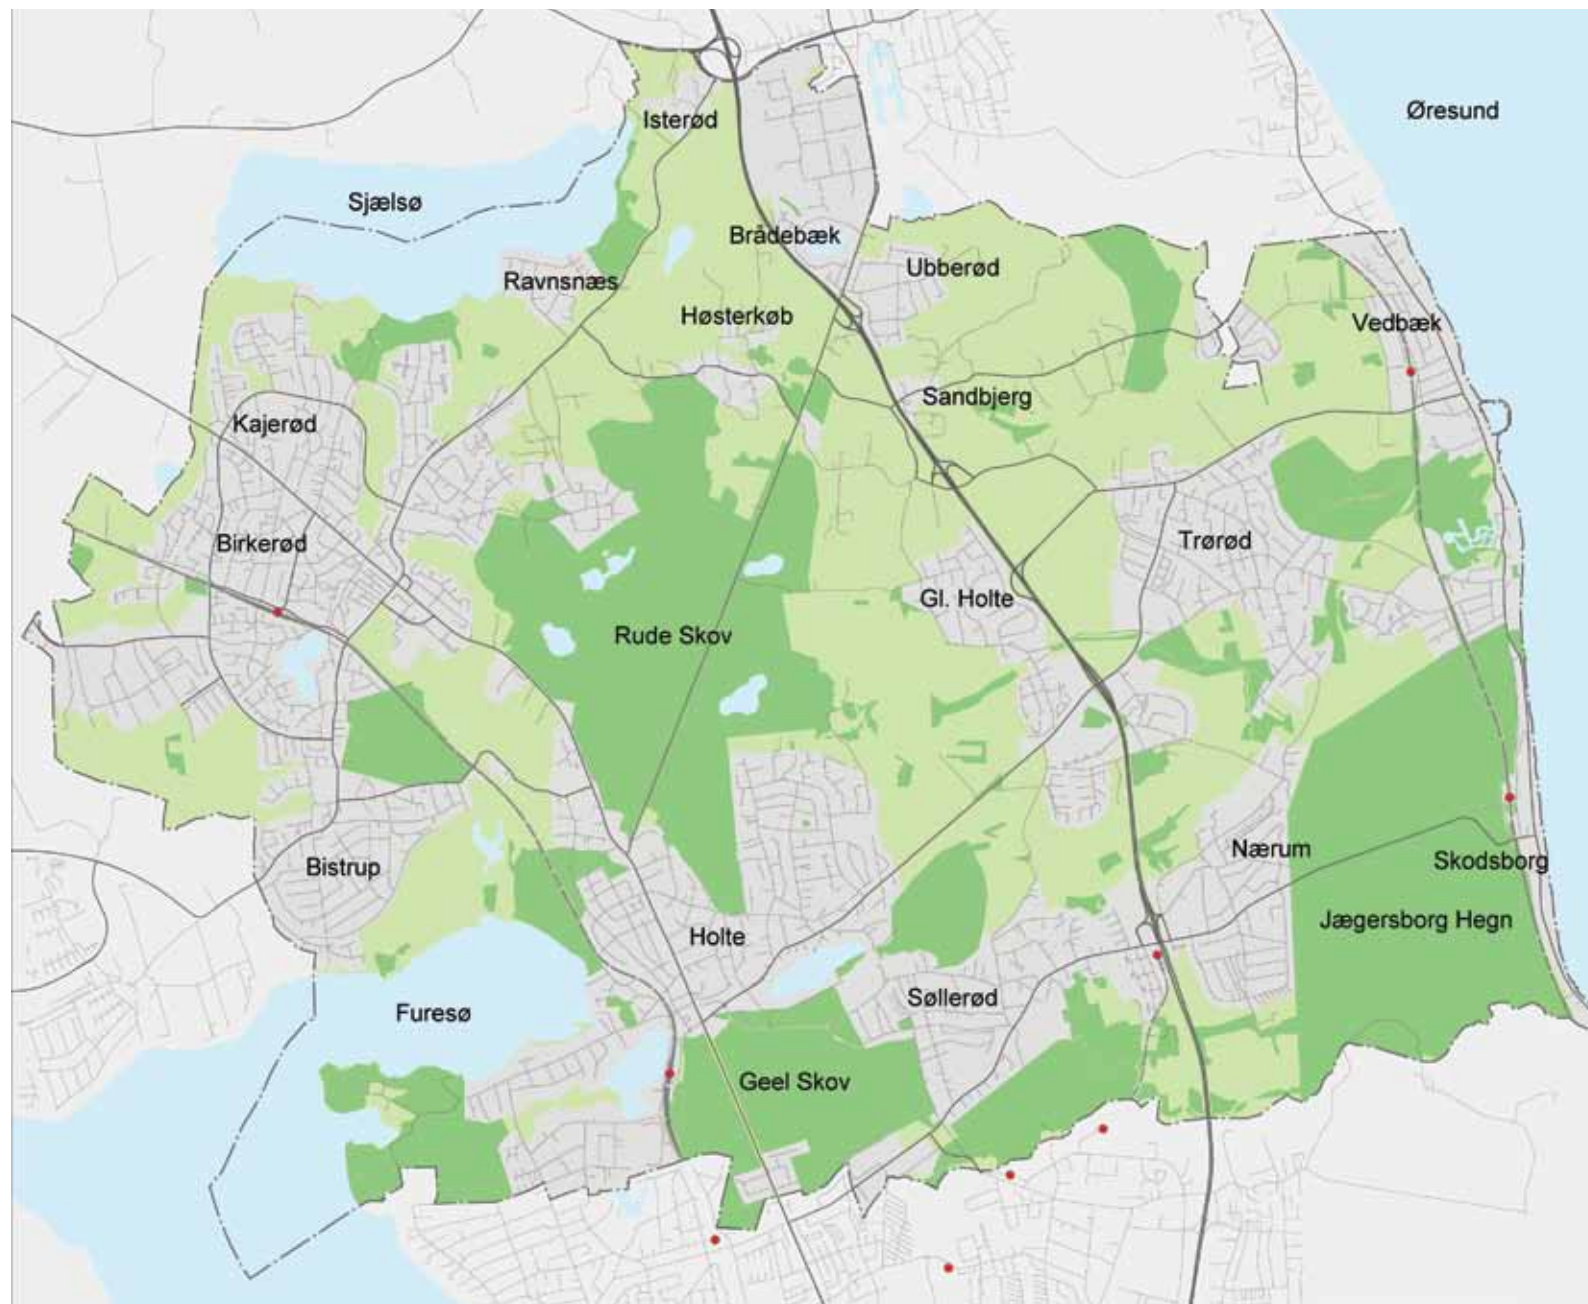 Øresund
Isterød
Sjælsø
Brådebæk
Ubberød
Ravnsnæs
Høsterkøb
Vedbæk
Sandbjerg
Kajerød
Birkerød
Trørød
Gl. Holte
Rude Skov
Nærum
Skodsborg
Bistrup
Jægersborg Hegn
Holte
Søllerød
Furesø
Geel Skov